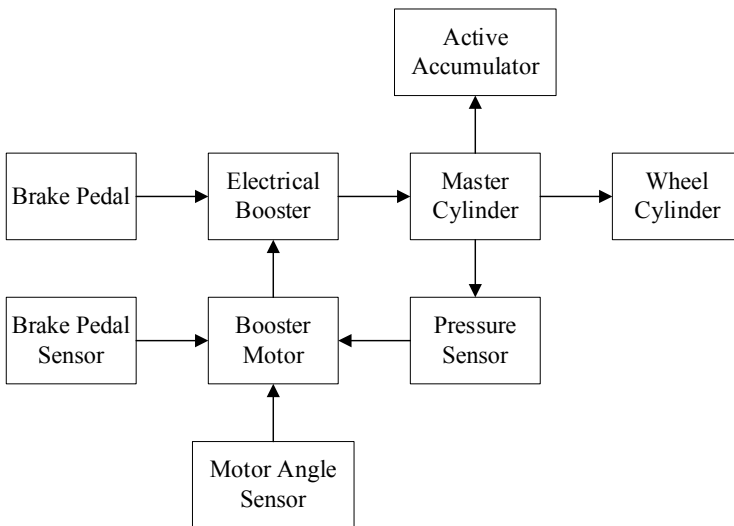 Active
Accumulator
Brake Pedal
Electrical
Booster
Master
Cylinder
Wheel
Cylinder
Brake Pedal
Sensor
Booster
Motor
Pressure
Sensor
Motor Angle
Sensor